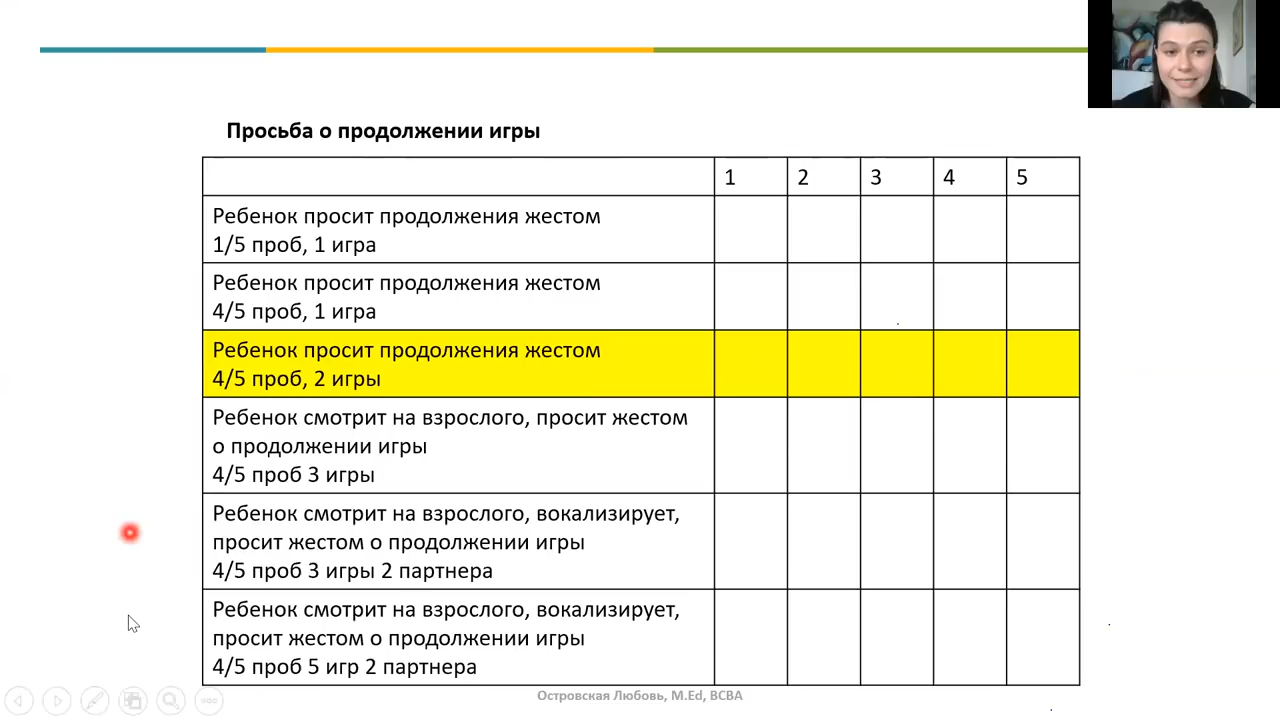 Просьба о продолжении игры
1 2 3 4 5
Ребенок просит продолжения жестом
1/5 проб, 1 игра
Ребенок просит продолжения жестом
4/5 проб, 1 игра
Ребенок просит продолжения жестом
4/5 проб, 2 игры
Ребенок смотрит на взрослого, просит жестом
о продолжении игры
4/5 проб 3 игры
Ребенок смотрит на взрослого, вокализирует,
просит жестом о продолжении игры
4/5 проб 3 игры 2 партнера
Ребенок смотрит на взрослого, вокализирует,
просит жестом о продолжении игры
4/5 проб 5 игр 2 партнера
Островская Любовь, M.Ed, BCBA